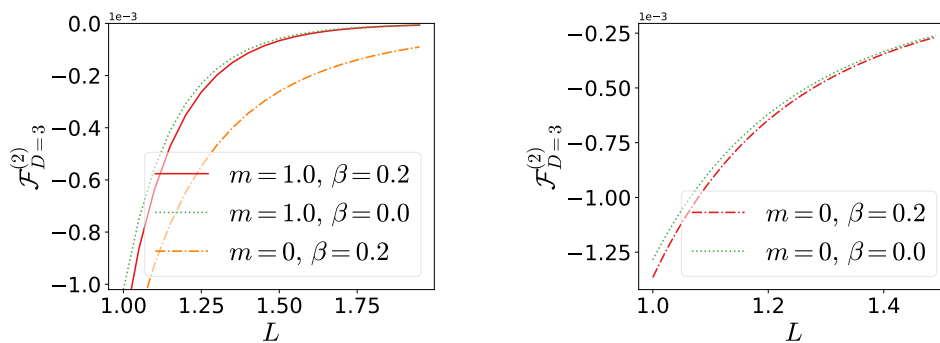 1e−3
0.0
−0.2
−0.4
−0.6
−0.8
−1.0
1.00 1.25 1.50 1.75
L
ℱ_{D=3}^{(2)}
m = 1.0, β = 0.2
m = 1.0, β = 0.0
m = 0, β = 0.2
1e−3
−0.25
−0.50
−0.75
−1.00
−1.25
1.0 1.2 1.4
L
ℱ_{D=3}^{(2)}
m = 0, β = 0.2
m = 0, β = 0.0